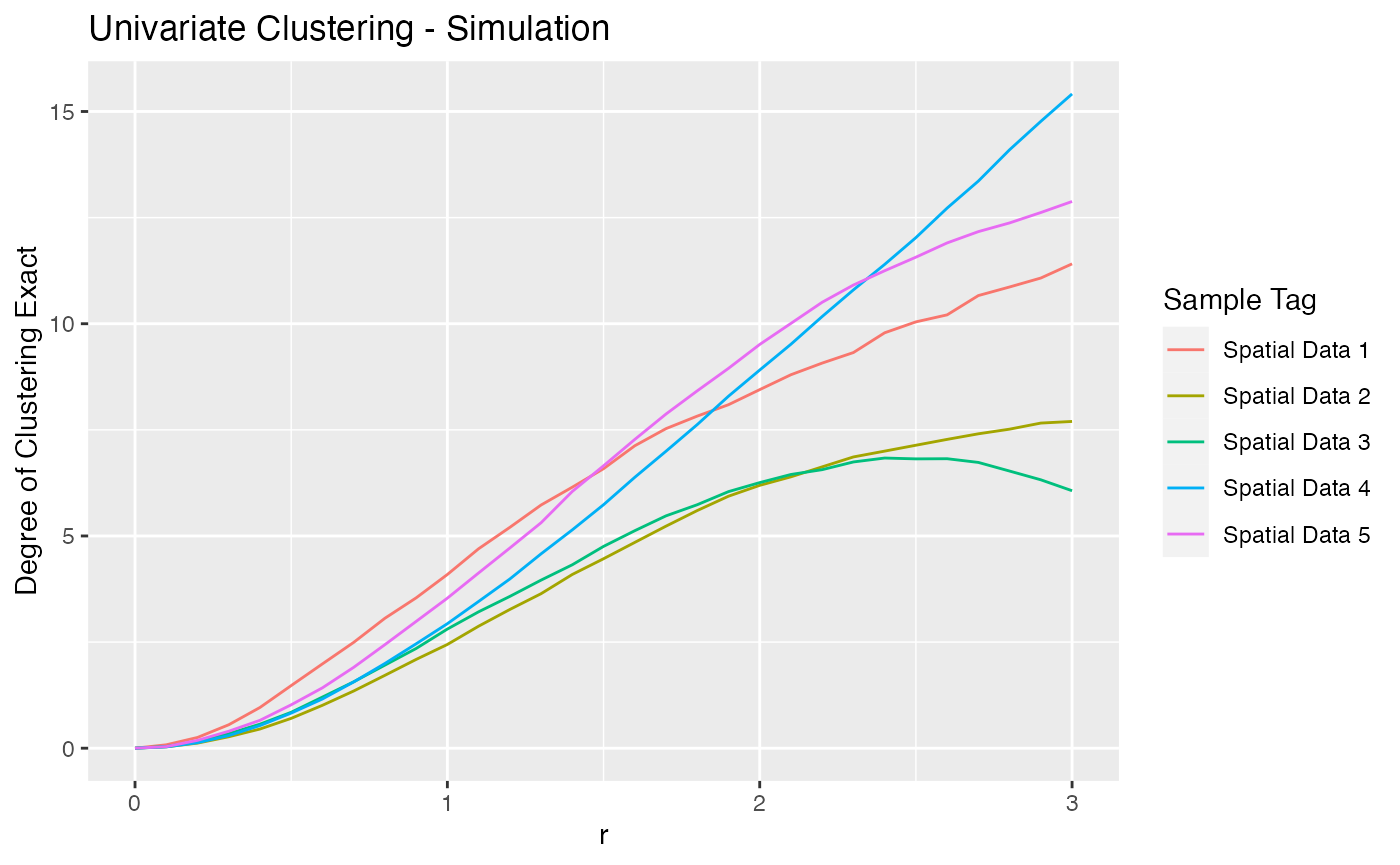 Univariate Clustering - Simulation
Degree of Clustering Exact
15
10
5
0
0 1 2 3
r
Sample Tag
Spatial Data 1
Spatial Data 2
Spatial Data 3
Spatial Data 4
Spatial Data 5